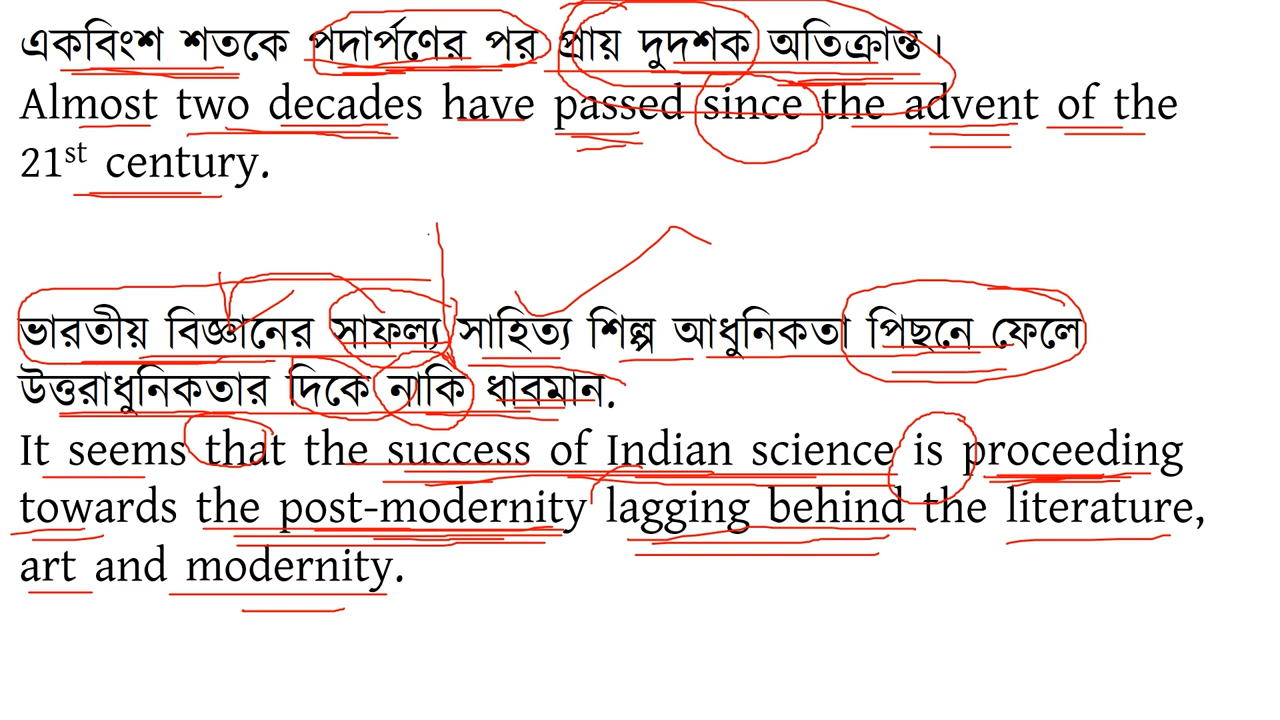 একবিংশ শতকে পদার্পণের পর প্রায় দুদশক অতিক্রান্ত।
Almost two decades have passed since the advent of the
21st century.
ভারতীয় বিজ্ঞানের সাফল্য সাহিত্য শিল্প আধুনিকতা পিছনে ফেলে
উত্তরাধুনিকতার দিকে নাকি ধাবমান.
It seems that the success of Indian science is proceeding
towards the post-modernity lagging behind the literature,
art and modernity.